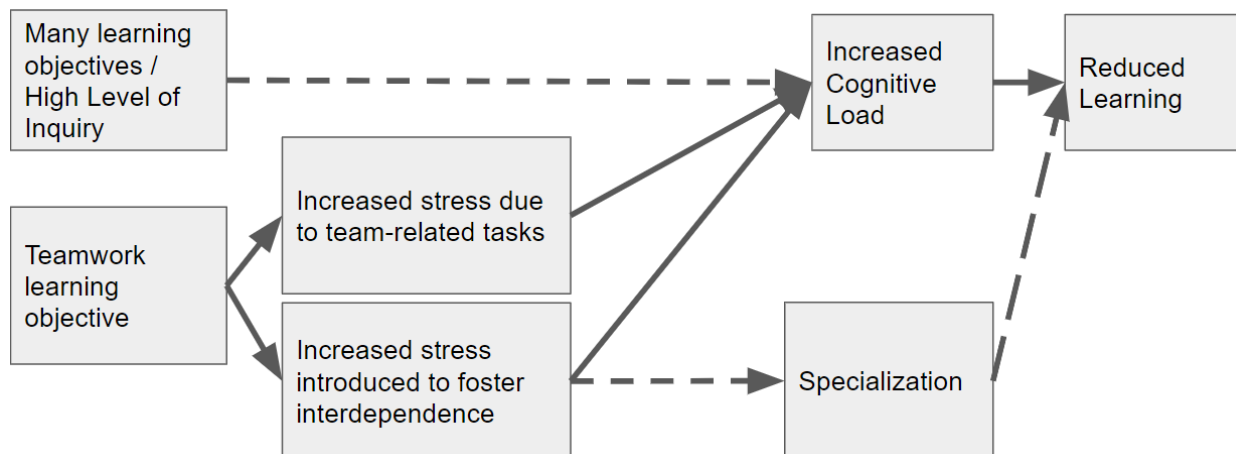 Many learning
objectives /
High Level of
Inquiry
Increased
Cognitive
Load
Reduced
Learning
Increased stress due
to team-related tasks
Teamwork
learning
objective
Increased stress
introduced to foster
interdependence
Specialization